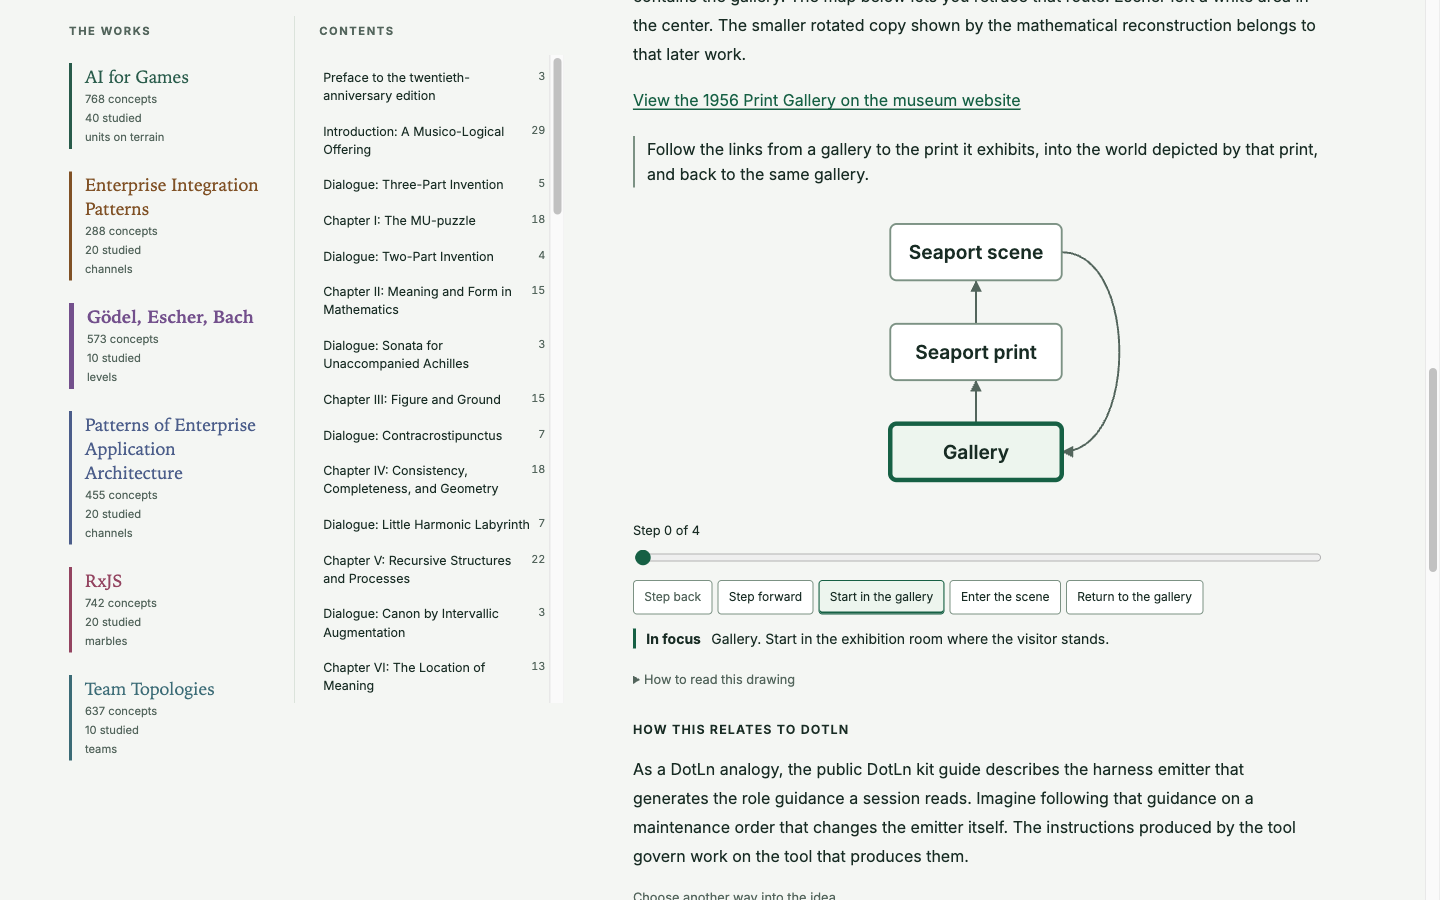 THE WORKS
AI for Games
768 concepts
40 studied
units on terrain
Enterprise Integration
Patterns
288 concepts
20 studied
channels
Gödel, Escher, Bach
573 concepts
10 studied
levels
Patterns of Enterprise
Application
Architecture
455 concepts
20 studied
channels
RxJS
742 concepts
20 studied
marbles
Team Topologies
637 concepts
10 studied
teams
CONTENTS
Preface to the twentieth- 3
anniversary edition
Introduction: A Musico-Logical 29
Offering
Dialogue: Three-Part Invention 5
Chapter I: The MU-puzzle 18
Dialogue: Two-Part Invention 4
Chapter II: Meaning and Form in 15
Mathematics
Dialogue: Sonata for 3
Unaccompanied Achilles
Chapter III: Figure and Ground 15
Dialogue: Contracrostipunctus 7
Chapter IV: Consistency, 18
Completeness, and Geometry
Dialogue: Little Harmonic Labyrinth 7
Chapter V: Recursive Structures 22
and Processes
Dialogue: Canon by Intervallic 3
Augmentation
Chapter VI: The Location of 13
Meaning
the center. The smaller rotated copy shown by the mathematical reconstruction belongs to
that later work.
View the 1956 Print Gallery on the museum website
Follow the links from a gallery to the print it exhibits, into the world depicted by that print,
and back to the same gallery.
Seaport scene
Seaport print
Gallery
Step 0 of 4
Step back
Step forward
Start in the gallery
Enter the scene
Return to the gallery
In focus Gallery. Start in the exhibition room where the visitor stands.
How to read this drawing
HOW THIS RELATES TO DOTLN
As a DotLn analogy, the public DotLn kit guide describes the harness emitter that
generates the role guidance a session reads. Imagine following that guidance on a
maintenance order that changes the emitter itself. The instructions produced by the tool
govern work on the tool that produces them.
Choose another way into the idea